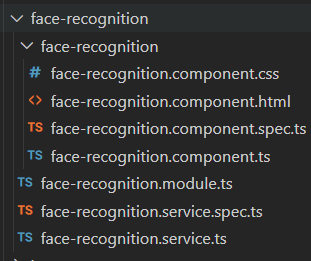 face-recognition
face-recognition
# face-recognition.component.css
<> face-recognition.component.html
TS face-recognition.component.spec.ts
TS face-recognition.component.ts
TS face-recognition.module.ts
TS face-recognition.service.spec.ts
TS face-recognition.service.ts